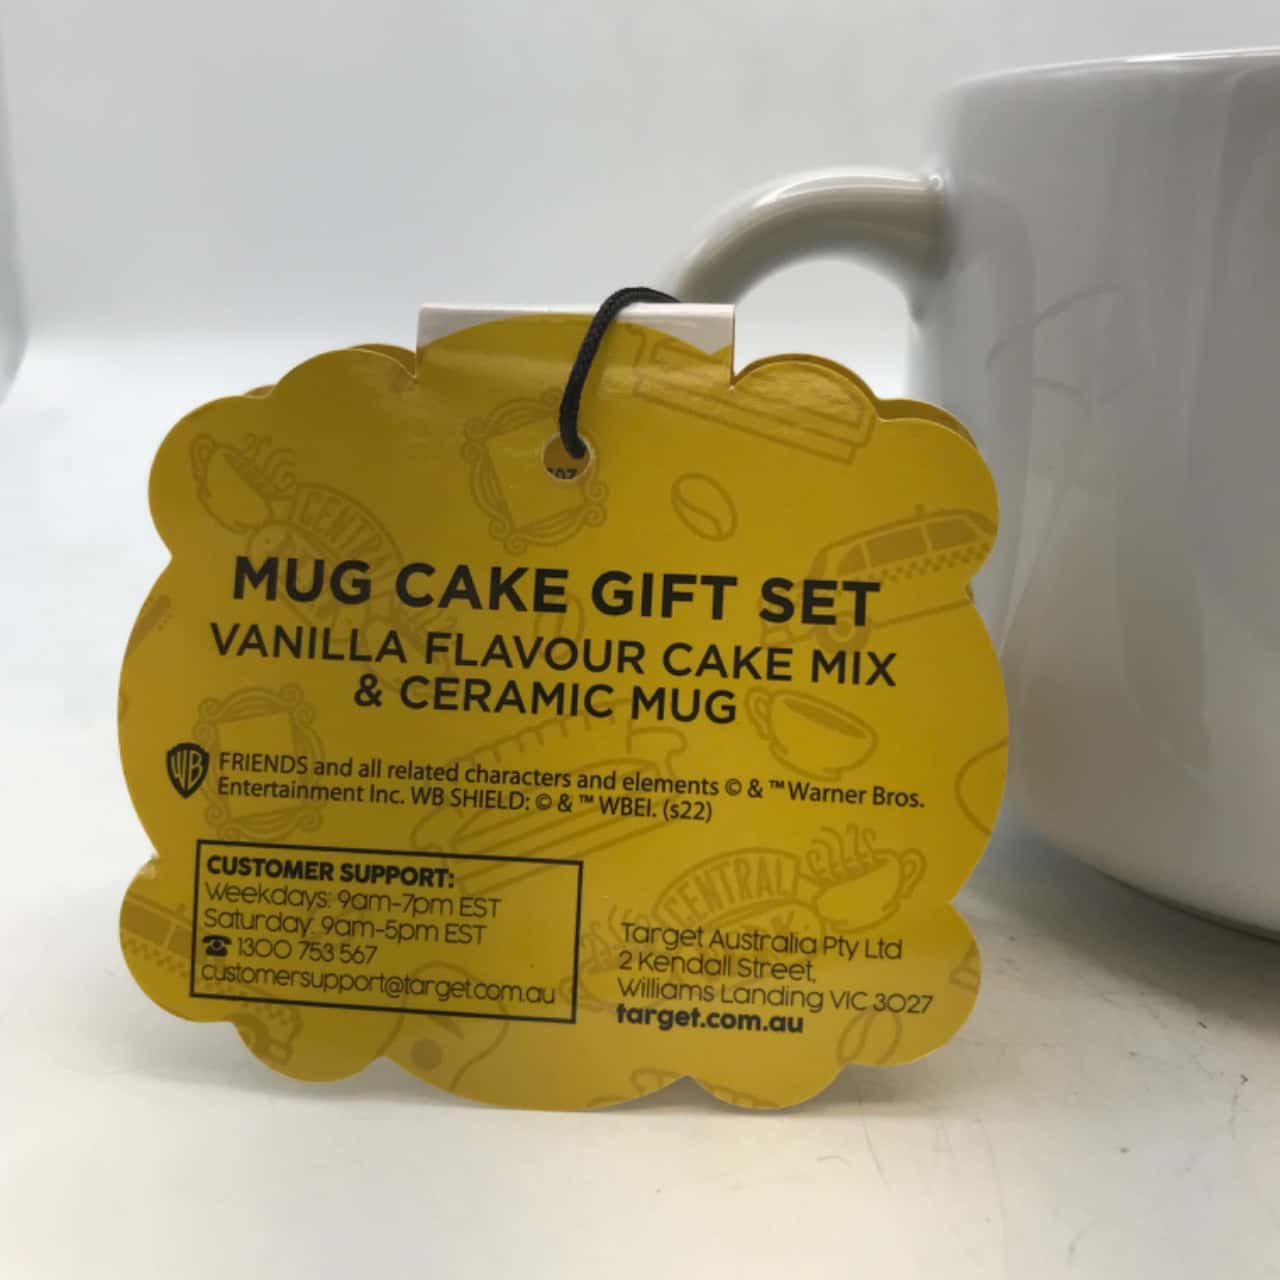 MUG CAKE GIFT SET
VANILLA FLAVOUR CAKE MIX
& CERAMIC MUG
WB
FRIENDS and all related characters and elements © & ™ Warner Bros.
Entertainment Inc. WB SHIELD: © & ™ WBEI. (s22)
CUSTOMER SUPPORT:
Weekdays: 9am-7pm EST
Saturday: 9am-5pm EST
☎ 1300 753 567
customersupport@target.com.au
Target Australia Pty Ltd
2 Kendall Street,
Williams Landing VIC 3027
target.com.au
CENTRAL
CENTRAL